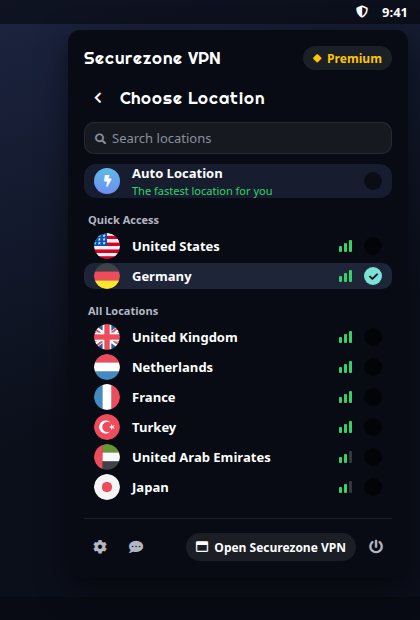 9:41
Securezone VPN
Premium
Choose Location
Search locations
Auto Location
The fastest location for you
Quick Access
United States
Germany
All Locations
United Kingdom
Netherlands
France
Turkey
United Arab Emirates
Japan
Open Securezone VPN